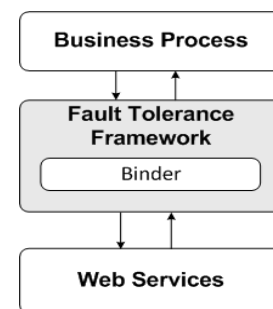 Business Process
Fault Tolerance
Framework
Binder
Web Services